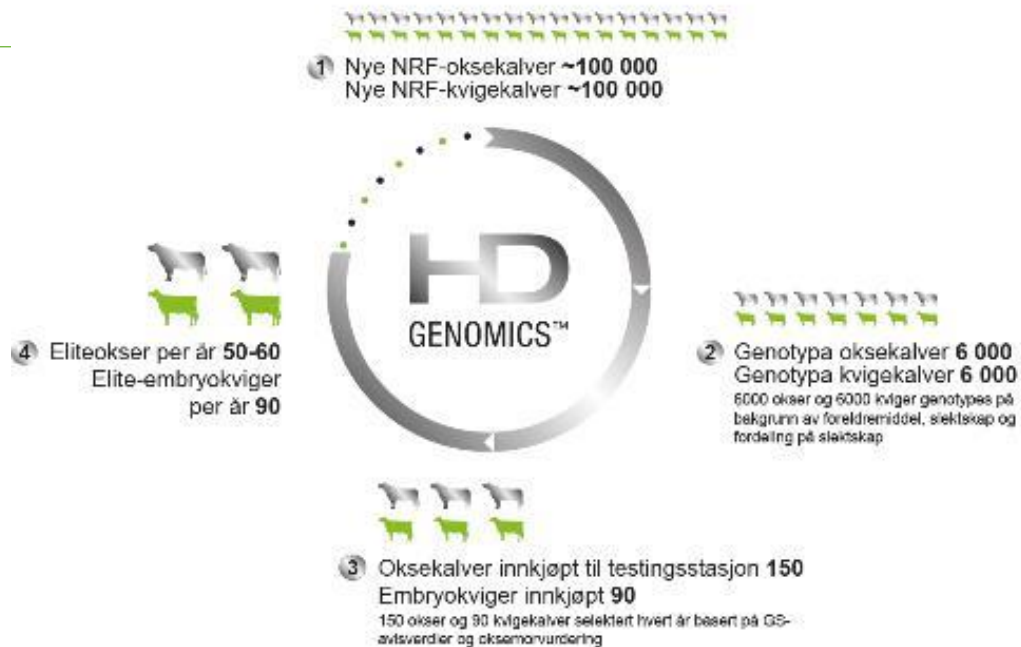 1 Nye NRF-oksekalver ~100 000
Nye NRF-kvigekalver ~100 000
HD
GENOMICS™
2 Genotypa oksekalver 6 000
Genotypa kvigekalver 6 000
6000 okser og 6000 kviger genotypes på
bakgrunn av foreldremiddel, slektskap og
fordeling på slektskap
3 Oksekalver innkjøpt til testingsstasjon 150
Embryokviger innkjøpt 90
150 okser og 90 kvigekalver selektert hvert år basert på GS-
avlsverdier og oksemorvurdering
4 Eliteokser per år 50-60
Elite-embryokviger
per år 90